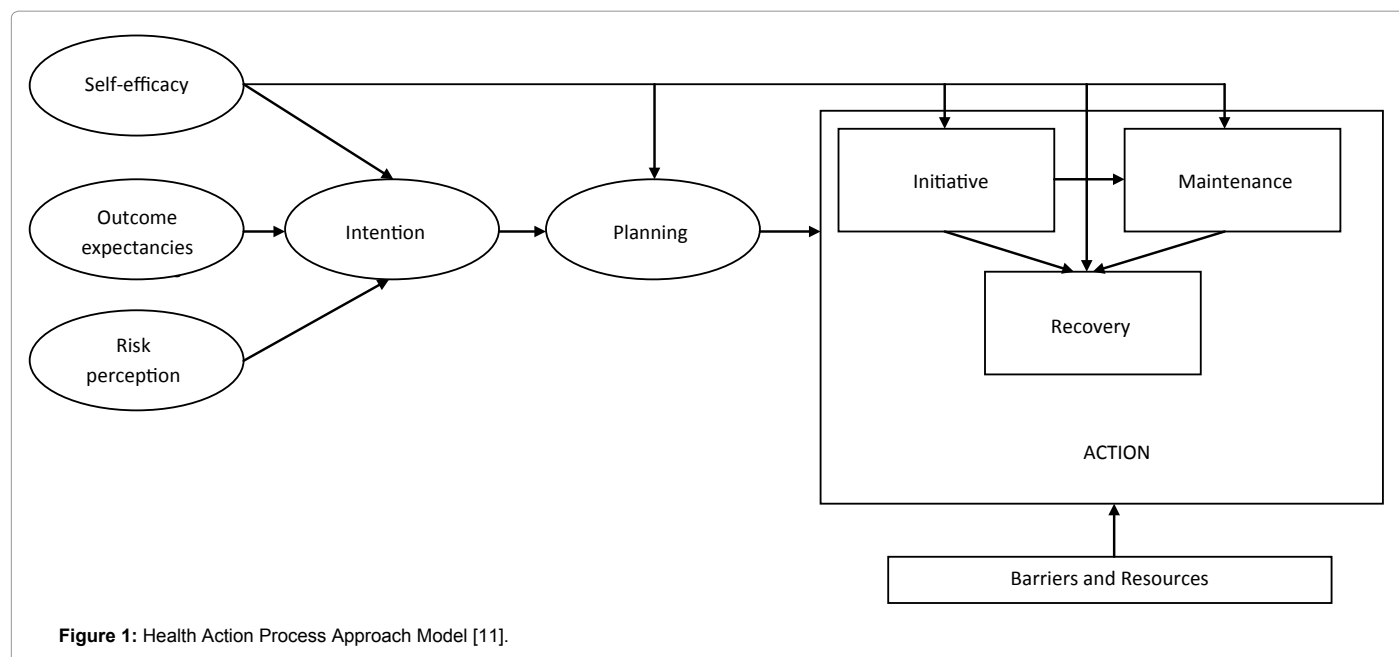 Self-efficacy
Initiative
Maintenance
Outcome
expectancies
Intention
Planning
Recovery
Risk
perception
ACTION
Barriers and Resources
Figure 1: Health Action Process Approach Model [11].